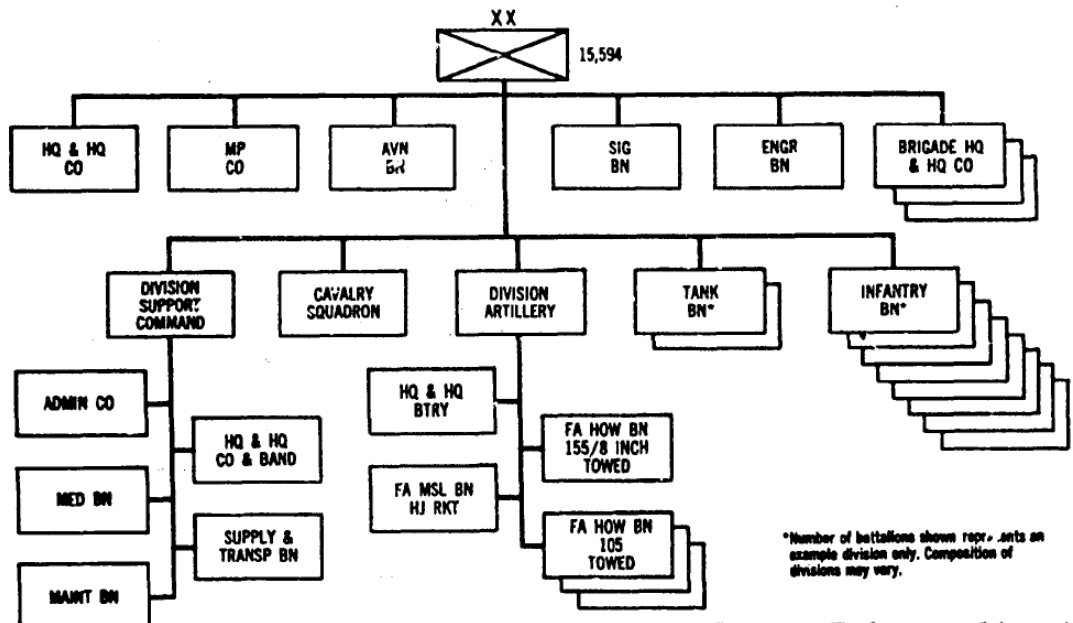 XX
15,594
HQ & HQ
CO
MP
CO
AVN
BN
SIG
BN
ENGR
BN
BRIGADE HQ
& HQ CO
DIVISION
SUPPORT
COMMAND
CAVALRY
SQUADRON
DIVISION
ARTILLERY
TANK
BN*
INFANTRY
BN*
ADMIN CO
HQ & HQ
CO & BAND
MED BN
SUPPLY &
TRANSP BN
MAINT BN
HQ & HQ
BTRY
FA HOW BN
155/8 INCH
TOWED
FA MSL BN
HJ RKT
FA HOW BN
105
TOWED
*Number of battalions shown represents an
example division only. Composition of
divisions may vary.